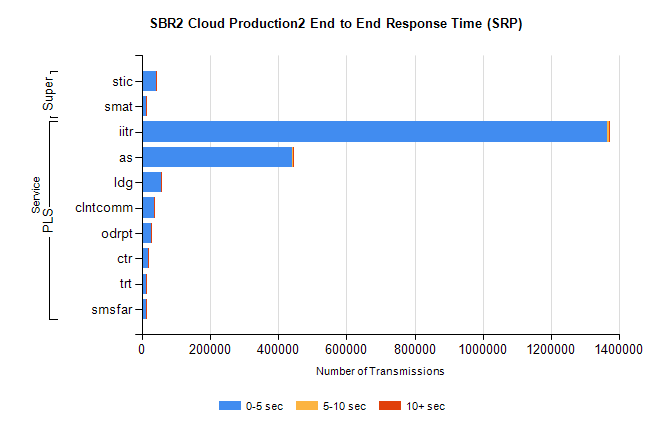 SBR2 Cloud Production2 End to End Response Time (SRP)
Super
stic
smat
Service
PLS
iitr
as
ldg
clntcomm
odrpt
ctr
trt
smsfar
0 200000 400000 600000 800000 1000000 1200000 1400000
Number of Transmissions
0-5 sec 5-10 sec 10+ sec